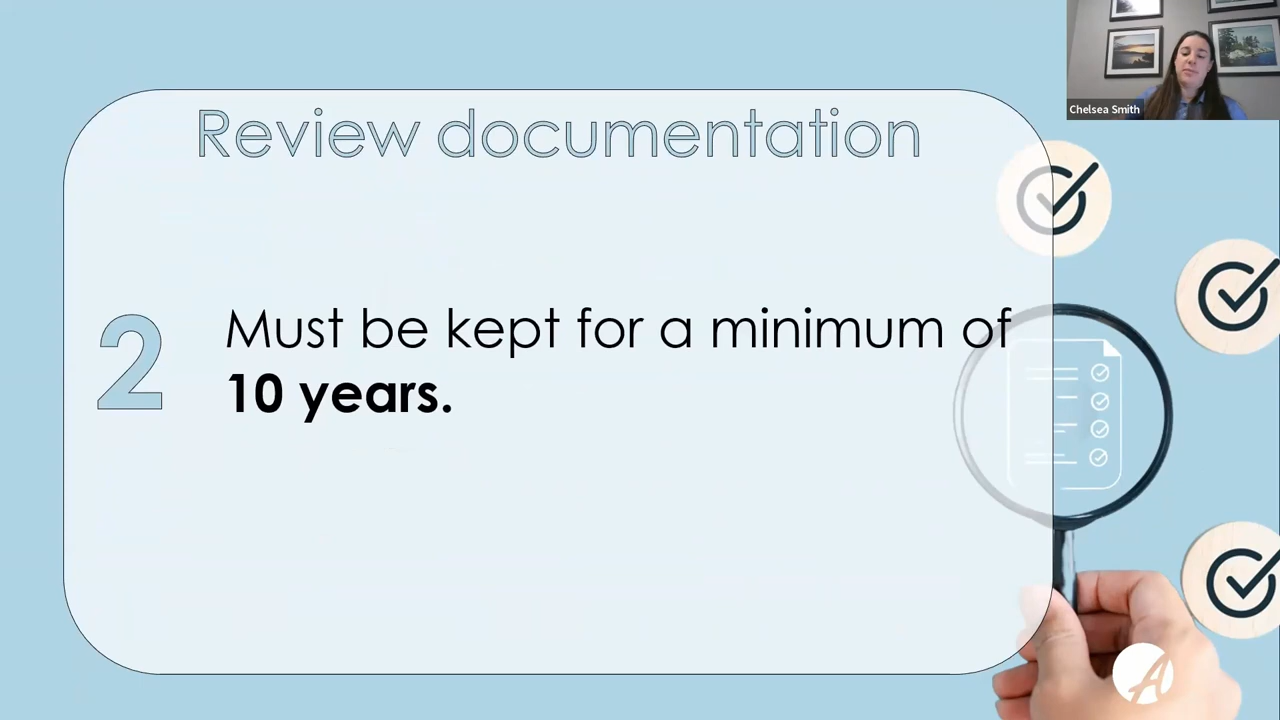 Review documentation
Chelsea Smith
2
Must be kept for a minimum of
10 years.